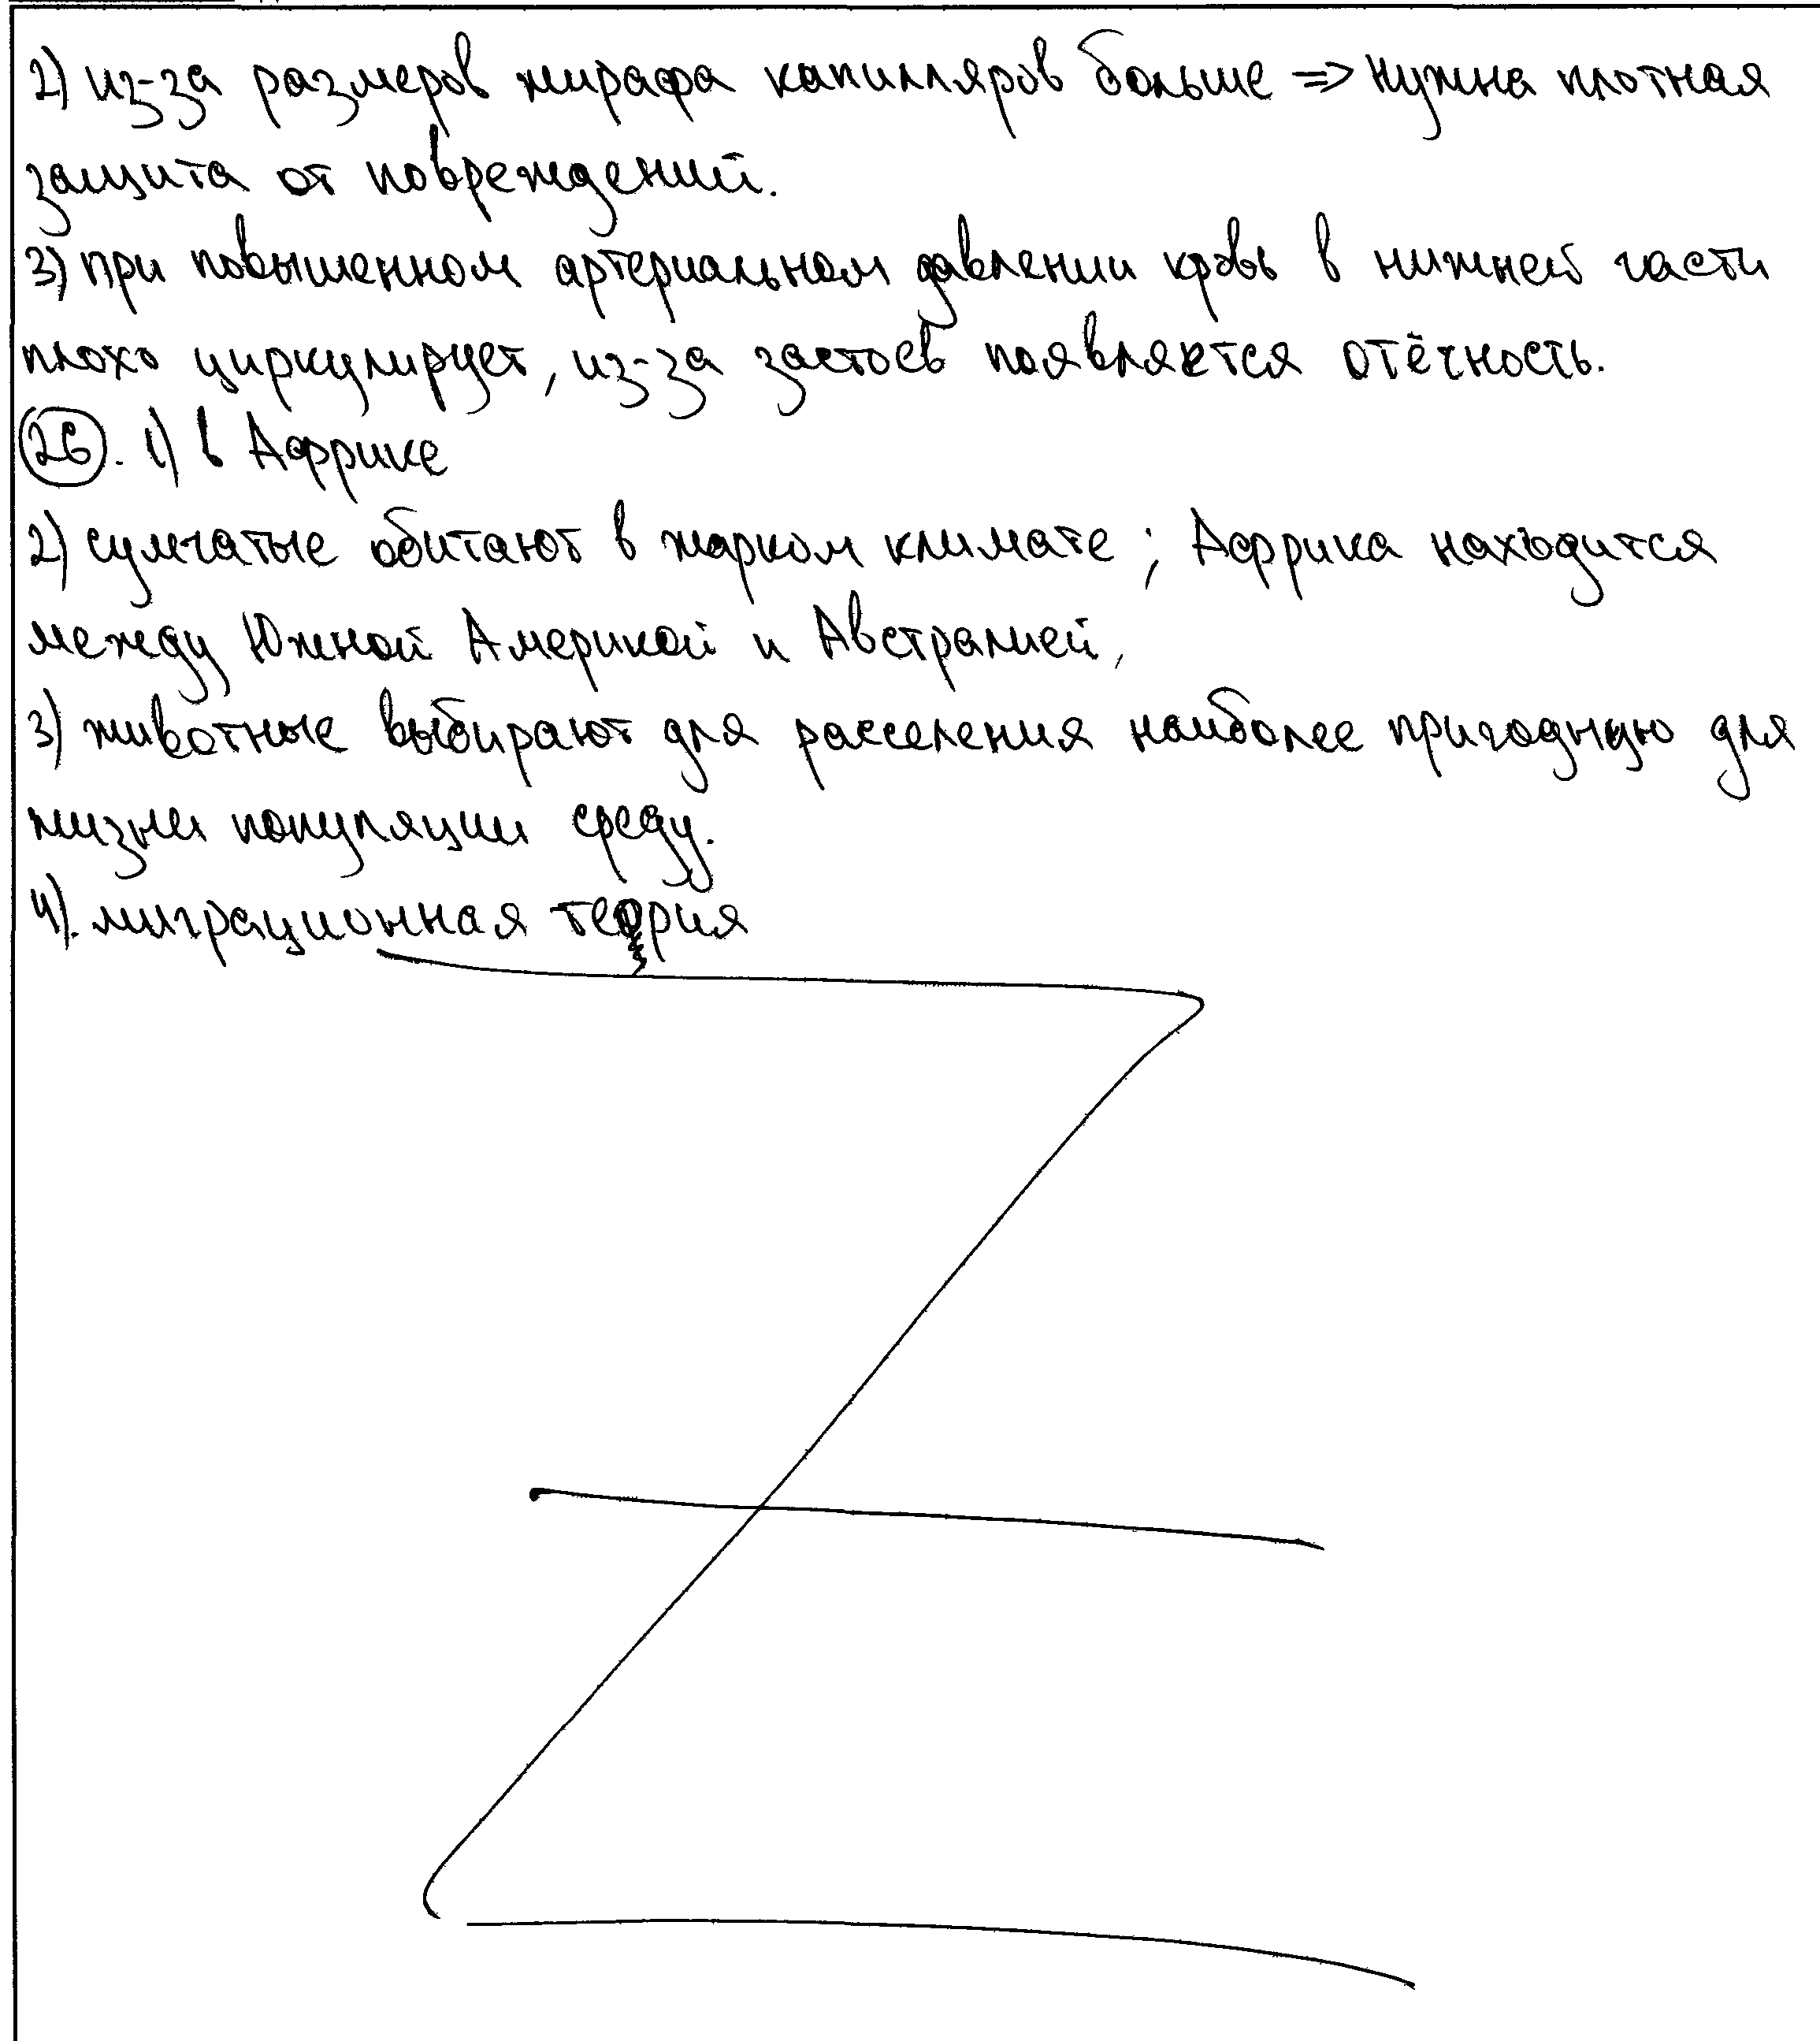 2) из-за размеров жирафа капилляров больше => нужна плотная
защита от повреждений.
3) при повышенном артериальном давлении кровь в нижней части
плохо циркулирует, из-за застоев появляется отёчность.
26. 1) в Африке
2) сумчатые обитают в жарком климате; Африка находится
между Южной Америкой и Австралией,
3) животные выбирают для расселения наиболее пригодную для
жизни популяции среду.
4). миграционная теория